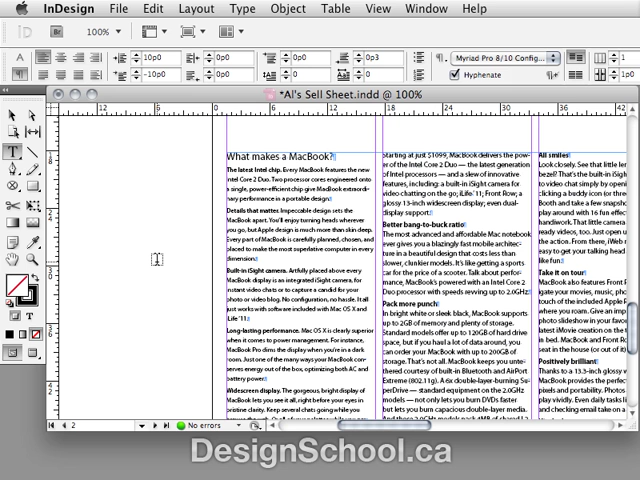 InDesign File Edit Layout Type Object Table View Window Help
100%
A 10p0 0p0 0p0 0p3 Myriad Pro 8/10 Config... 1
¶ -10p0 0p0 0 0 Hyphenate 1p0
*Al's Sell Sheet.indd @ 100%
12 6 0 6 12 18 24 30 36 42
What makes a MacBook?
The latest Intel chip. Every MacBook features the new
Intel Core 2 Duo. Two processor cores engineered onto
a single, power-efficient chip give MacBook extraordi-
nary performance in a portable design
Details that matter. Impeccable design sets the
MacBook apart. You'll enjoy turning heads wherever
you go, but Apple design is much more than skin deep.
Every part of MacBook is carefully planned, chosen, and
placed to make the most superlative computer in every
dimension
Built-in iSight camera. Artfully placed above every
MacBook display is an integrated iSight camera, for
instant video chats or to capture a candid for your
photo or video blog. No configuration, no hassle. It all
just works with software included with Mac OS X and
iLife '11
Long-lasting performance. Mac OS X is clearly superior
when it comes to power management. For instance,
MacBook Pro dims the display when you're in a dark
room. Just one of the many ways your MacBook con-
serves energy out of the box, optimizing both AC and
battery power
Widescreen display. The gorgeous, bright display of
MacBook lets you see it all, right before your eyes in
pristine clarity. Keep several chats going while you
Starting at just $1099, MacBook delivers the pow-
er of the Intel Core 2 Duo — the latest generation
of Intel processors — and a slew of innovative
features, including: a built-in iSight camera for
video chatting on the go; iLife '11; Front Row; a
glossy 13-inch widescreen display; even dual-
display support
Better bang-to-buck ratio
The most advanced and affordable Mac notebook
ever gives you a blazingly fast mobile architec-
ture in a beautiful design that costs less than
slower, clunker models. It's like getting a sports
car for the price of a scooter. Talk about perfor-
mance, MacBook's powered with an Intel Core 2
Duo processor with speeds revving up to 2.0GHz
Pack more punch
In bright white or sleek black, MacBook supports
up to 2GB of memory and plenty of storage.
Standard models offer up to 120GB of hard drive
space, but if you haul a lot of data around, you
can order your MacBook with up to 200GB of
storage. That's not all. MacBook keeps you unte-
thered courtesy of built-in Bluetooth and AirPort
Extreme (802.11g). A six double-layer-burning Su-
perDrive — standard equipment on the 2.0GHz
models — not only lets you burn DVDs faster
but lets you burn capacious double-layer media.
All smiles
Look closely. See that little len
bezel? That's the built-in iSigh
to video chat simply by openi
clicking a buddy icon (or three
Booth and take a few snapsho
play around with 16 fun effec
handiwork. That little camera
ready videos, too. Just open u
the action. From there, iWeb
easy to get your talking head
like fun
Take it on tour
MacBook also features Front R
igate your movies, music, pho
touch of the included Apple R
from where you roam. Give an imp
photo slideshow in your favori
latest iMovie creation on the t
in bed. MacBook and Front Ro
seat in the house (or out of it)
Positively brilliant
Thanks to a 13.3-inch glossy w
MacBook provides the perfec
pixels and portability. Photos
play vividly. Even daily tasks li
and checking email take on a
2 No errors
DesignSchool.ca